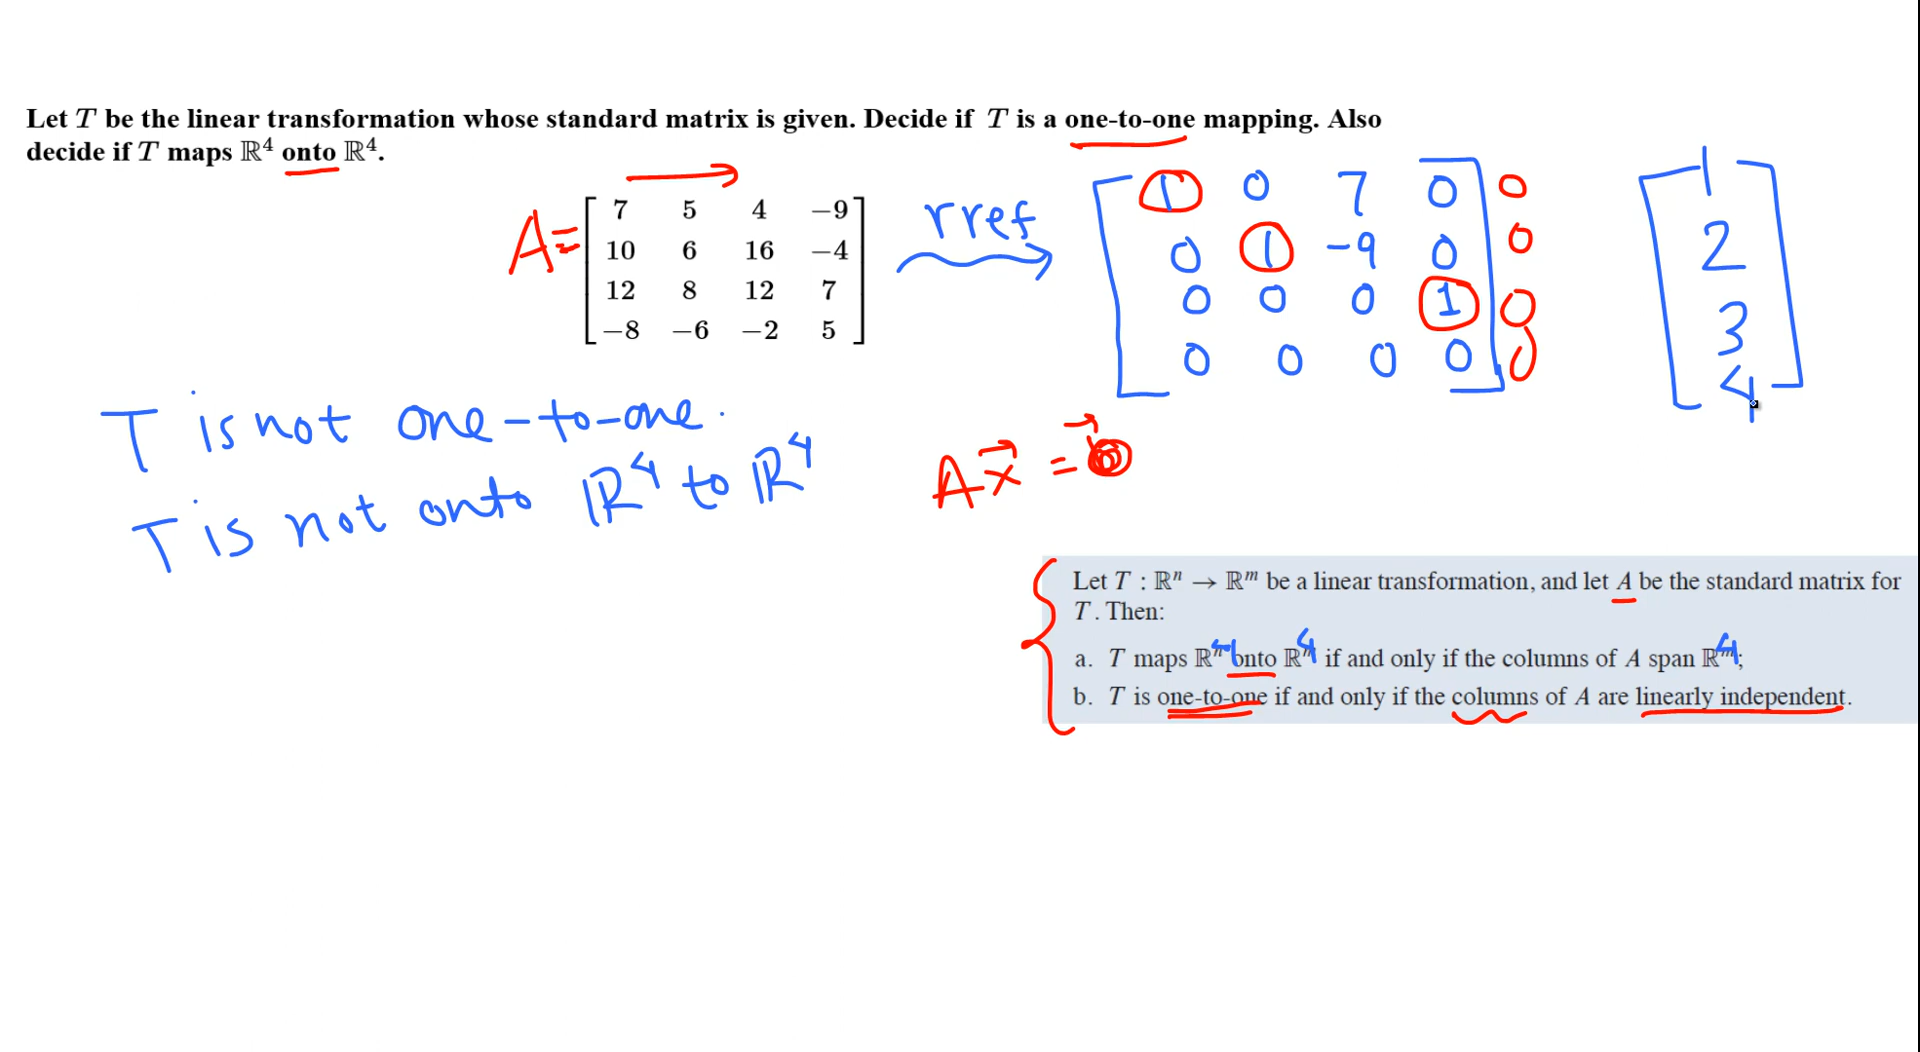 Let T be the linear transformation whose standard matrix is given. Decide if T is a one-to-one mapping. Also
decide if T maps ℝ⁴ onto ℝ⁴.
A =
7 5 4 −9
10 6 16 −4
12 8 12 7
−8 −6 −2 5
rref
1 0 7 0 0
0 1 −9 0 0
0 0 0 1 0
0 0 0 0 0
1
2
3
4
T is not one-to-one.
T is not onto ℝ⁴ to ℝ⁴
Ax⃗ =
Let T : ℝⁿ → ℝᵐ be a linear transformation, and let A be the standard matrix for
T. Then:
a. T maps ℝ⁴ onto ℝ⁴ if and only if the columns of A span ℝ⁴;
b. T is one-to-one if and only if the columns of A are linearly independent.